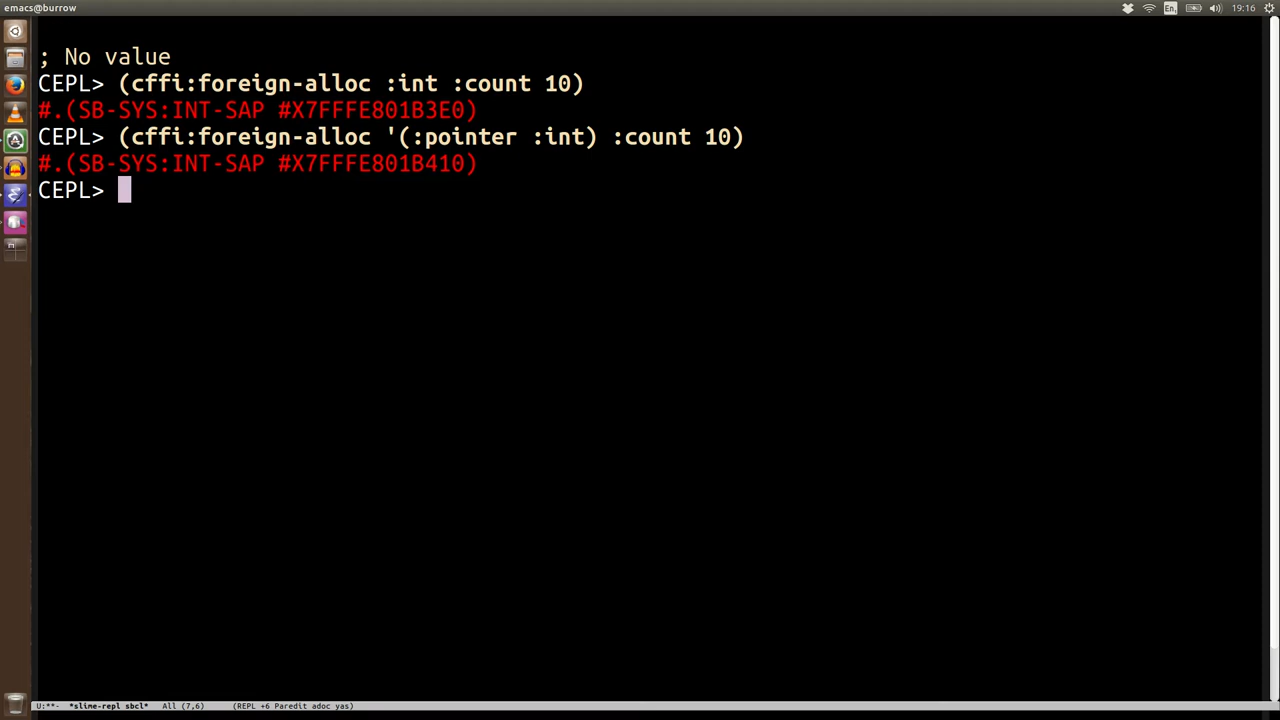 emacs@burrow
En
19:16
; No value
CEPL> (cffi:foreign-alloc :int :count 10)
#.(SB-SYS:INT-SAP #X7FFFE801B3E0)
CEPL> (cffi:foreign-alloc '(:pointer :int) :count 10)
#.(SB-SYS:INT-SAP #X7FFFE801B410)
CEPL>
U:**-  *slime-repl sbcl*   All (7,6)      (REPL +6 Paredit adoc yas)